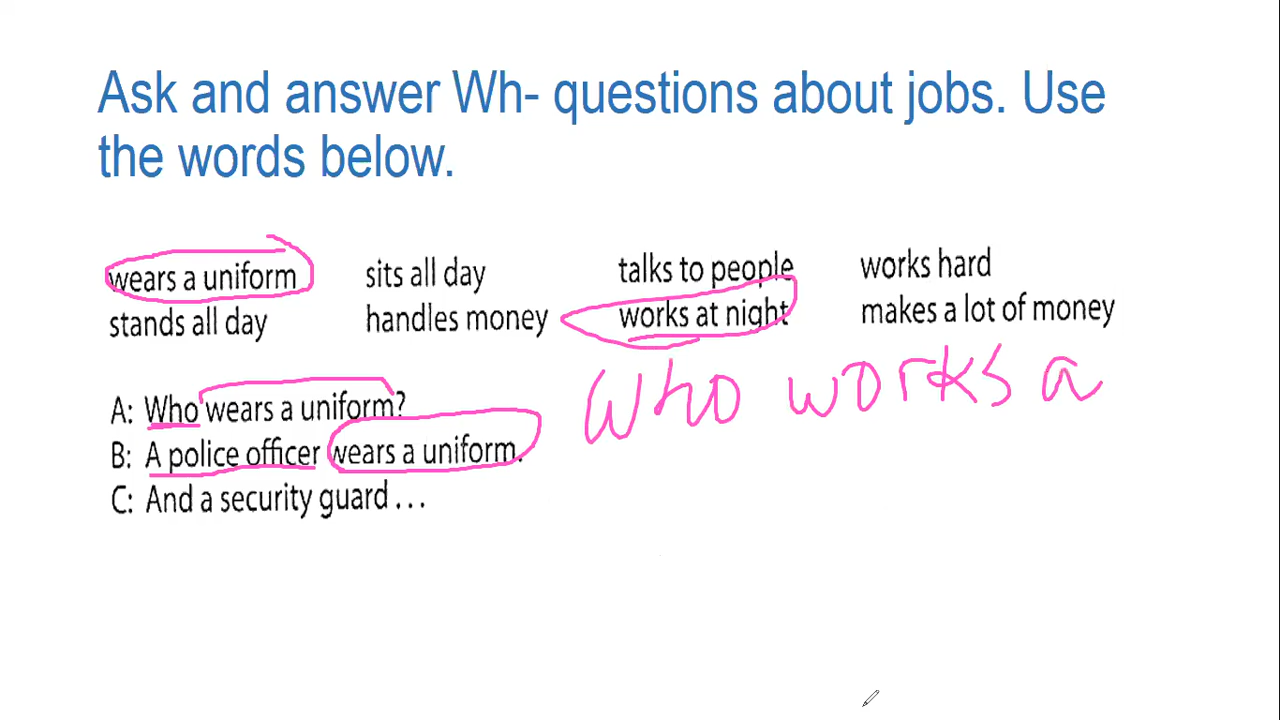 Ask and answer Wh- questions about jobs. Use
the words below.
wears a uniform sits all day talks to people works hard
stands all day handles money works at night makes a lot of money
who works a
A: Who wears a uniform?
B: A police officer wears a uniform.
C: And a security guard . . .